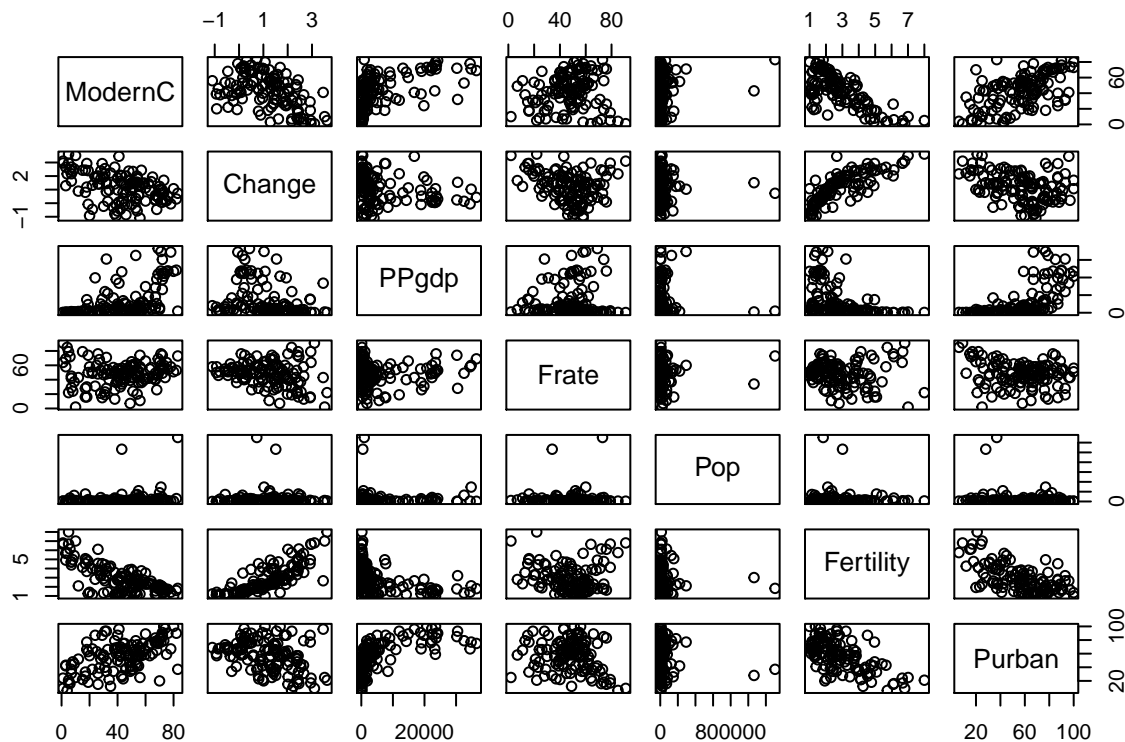 −1 1 3
0 40 80
1 3 5 7
ModernC
0 60
−1 2
Change
PPgdp
0
0 60
Frate
Pop
0
1 5
Fertility
Purban
20 100
0 40 80
0 20000
0 800000
20 60 100